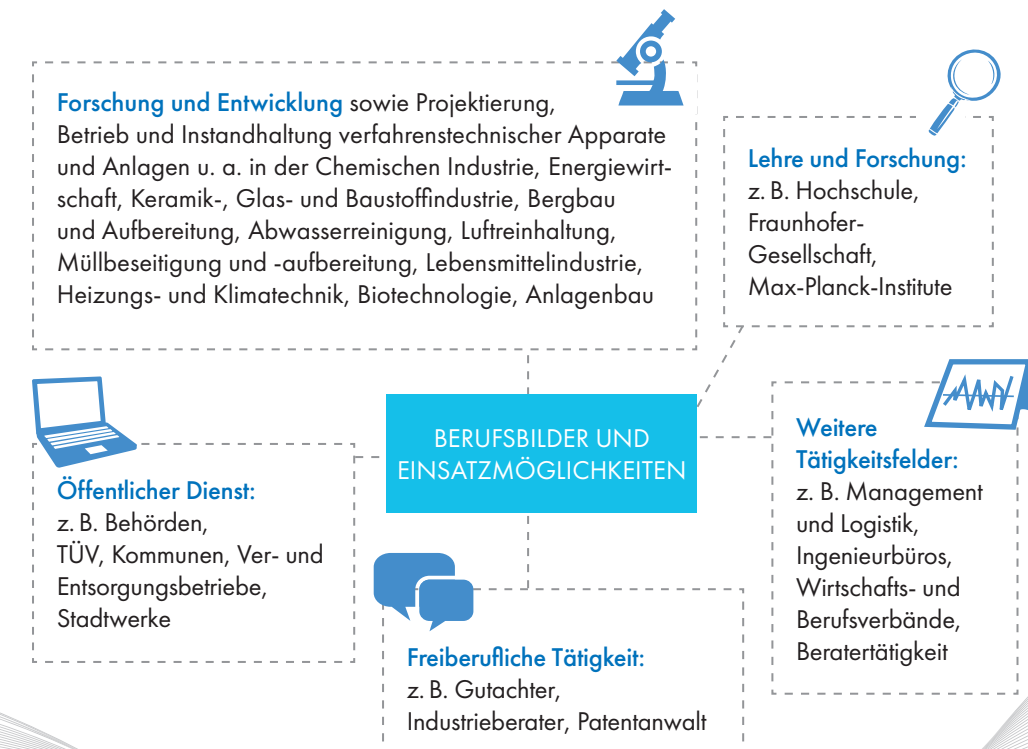 Forschung und Entwicklung sowie Projektierung,
Betrieb und Instandhaltung verfahrenstechnischer Apparate
und Anlagen u. a. in der Chemischen Industrie, Energiewirt-
schaft, Keramik-, Glas- und Baustoffindustrie, Bergbau
und Aufbereitung, Abwasserreinigung, Luftreinhaltung,
Müllbeseitigung und -aufbereitung, Lebensmittelindustrie,
Heizungs- und Klimatechnik, Biotechnologie, Anlagenbau
Lehre und Forschung:
z. B. Hochschule,
Fraunhofer-
Gesellschaft,
Max-Planck-Institute
BERUFSBILDER UND
EINSATZMÖGLICHKEITEN
Öffentlicher Dienst:
z. B. Behörden,
TÜV, Kommunen, Ver- und
Entsorgungsbetriebe,
Stadtwerke
Weitere
Tätigkeitsfelder:
z. B. Management
und Logistik,
Ingenieurbüros,
Wirtschafts- und
Berufsverbände,
Beratertätigkeit
Freiberufliche Tätigkeit:
z. B. Gutachter,
Industrieberater, Patentanwalt